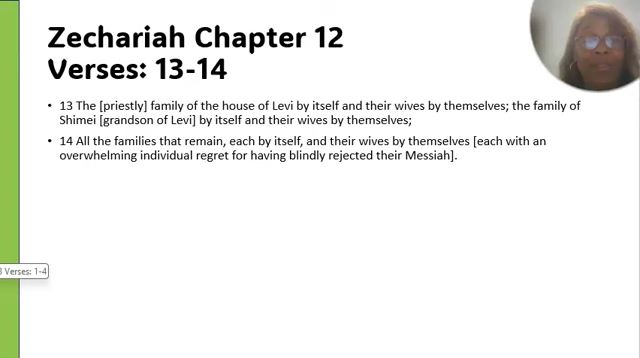 Zechariah Chapter 12
Verses: 13-14
• 13 The [priestly] family of the house of Levi by itself and their wives by themselves; the family of
Shimei [grandson of Levi] by itself and their wives by themselves;
• 14 All the families that remain, each by itself, and their wives by themselves [each with an
overwhelming individual regret for having blindly rejected their Messiah].
3 Verses: 1-4